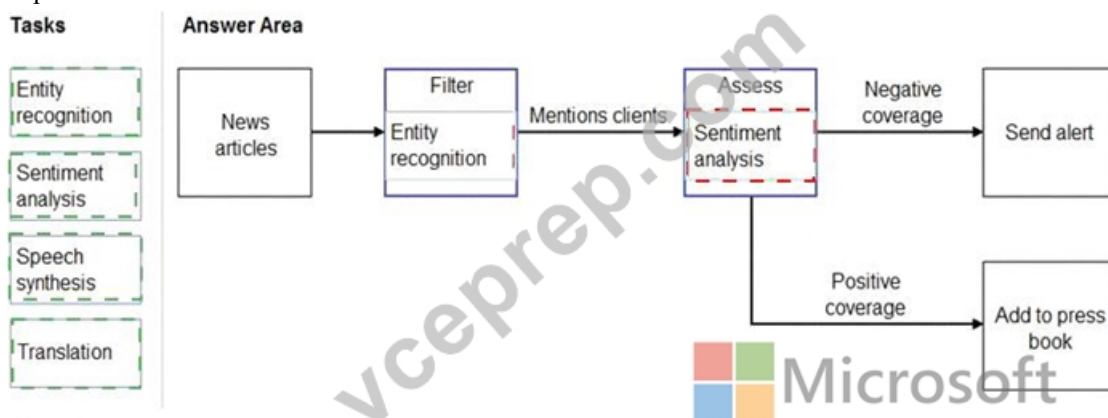 Tasks
Answer Area
Entity
recognition
Sentiment
analysis
Speech
synthesis
Translation
News
articles
Filter
Entity
recognition
Mentions clients
Assess
Sentiment
analysis
Negative
coverage
Send alert
Positive
coverage
Add to press
book
Microsoft
vceprep.com